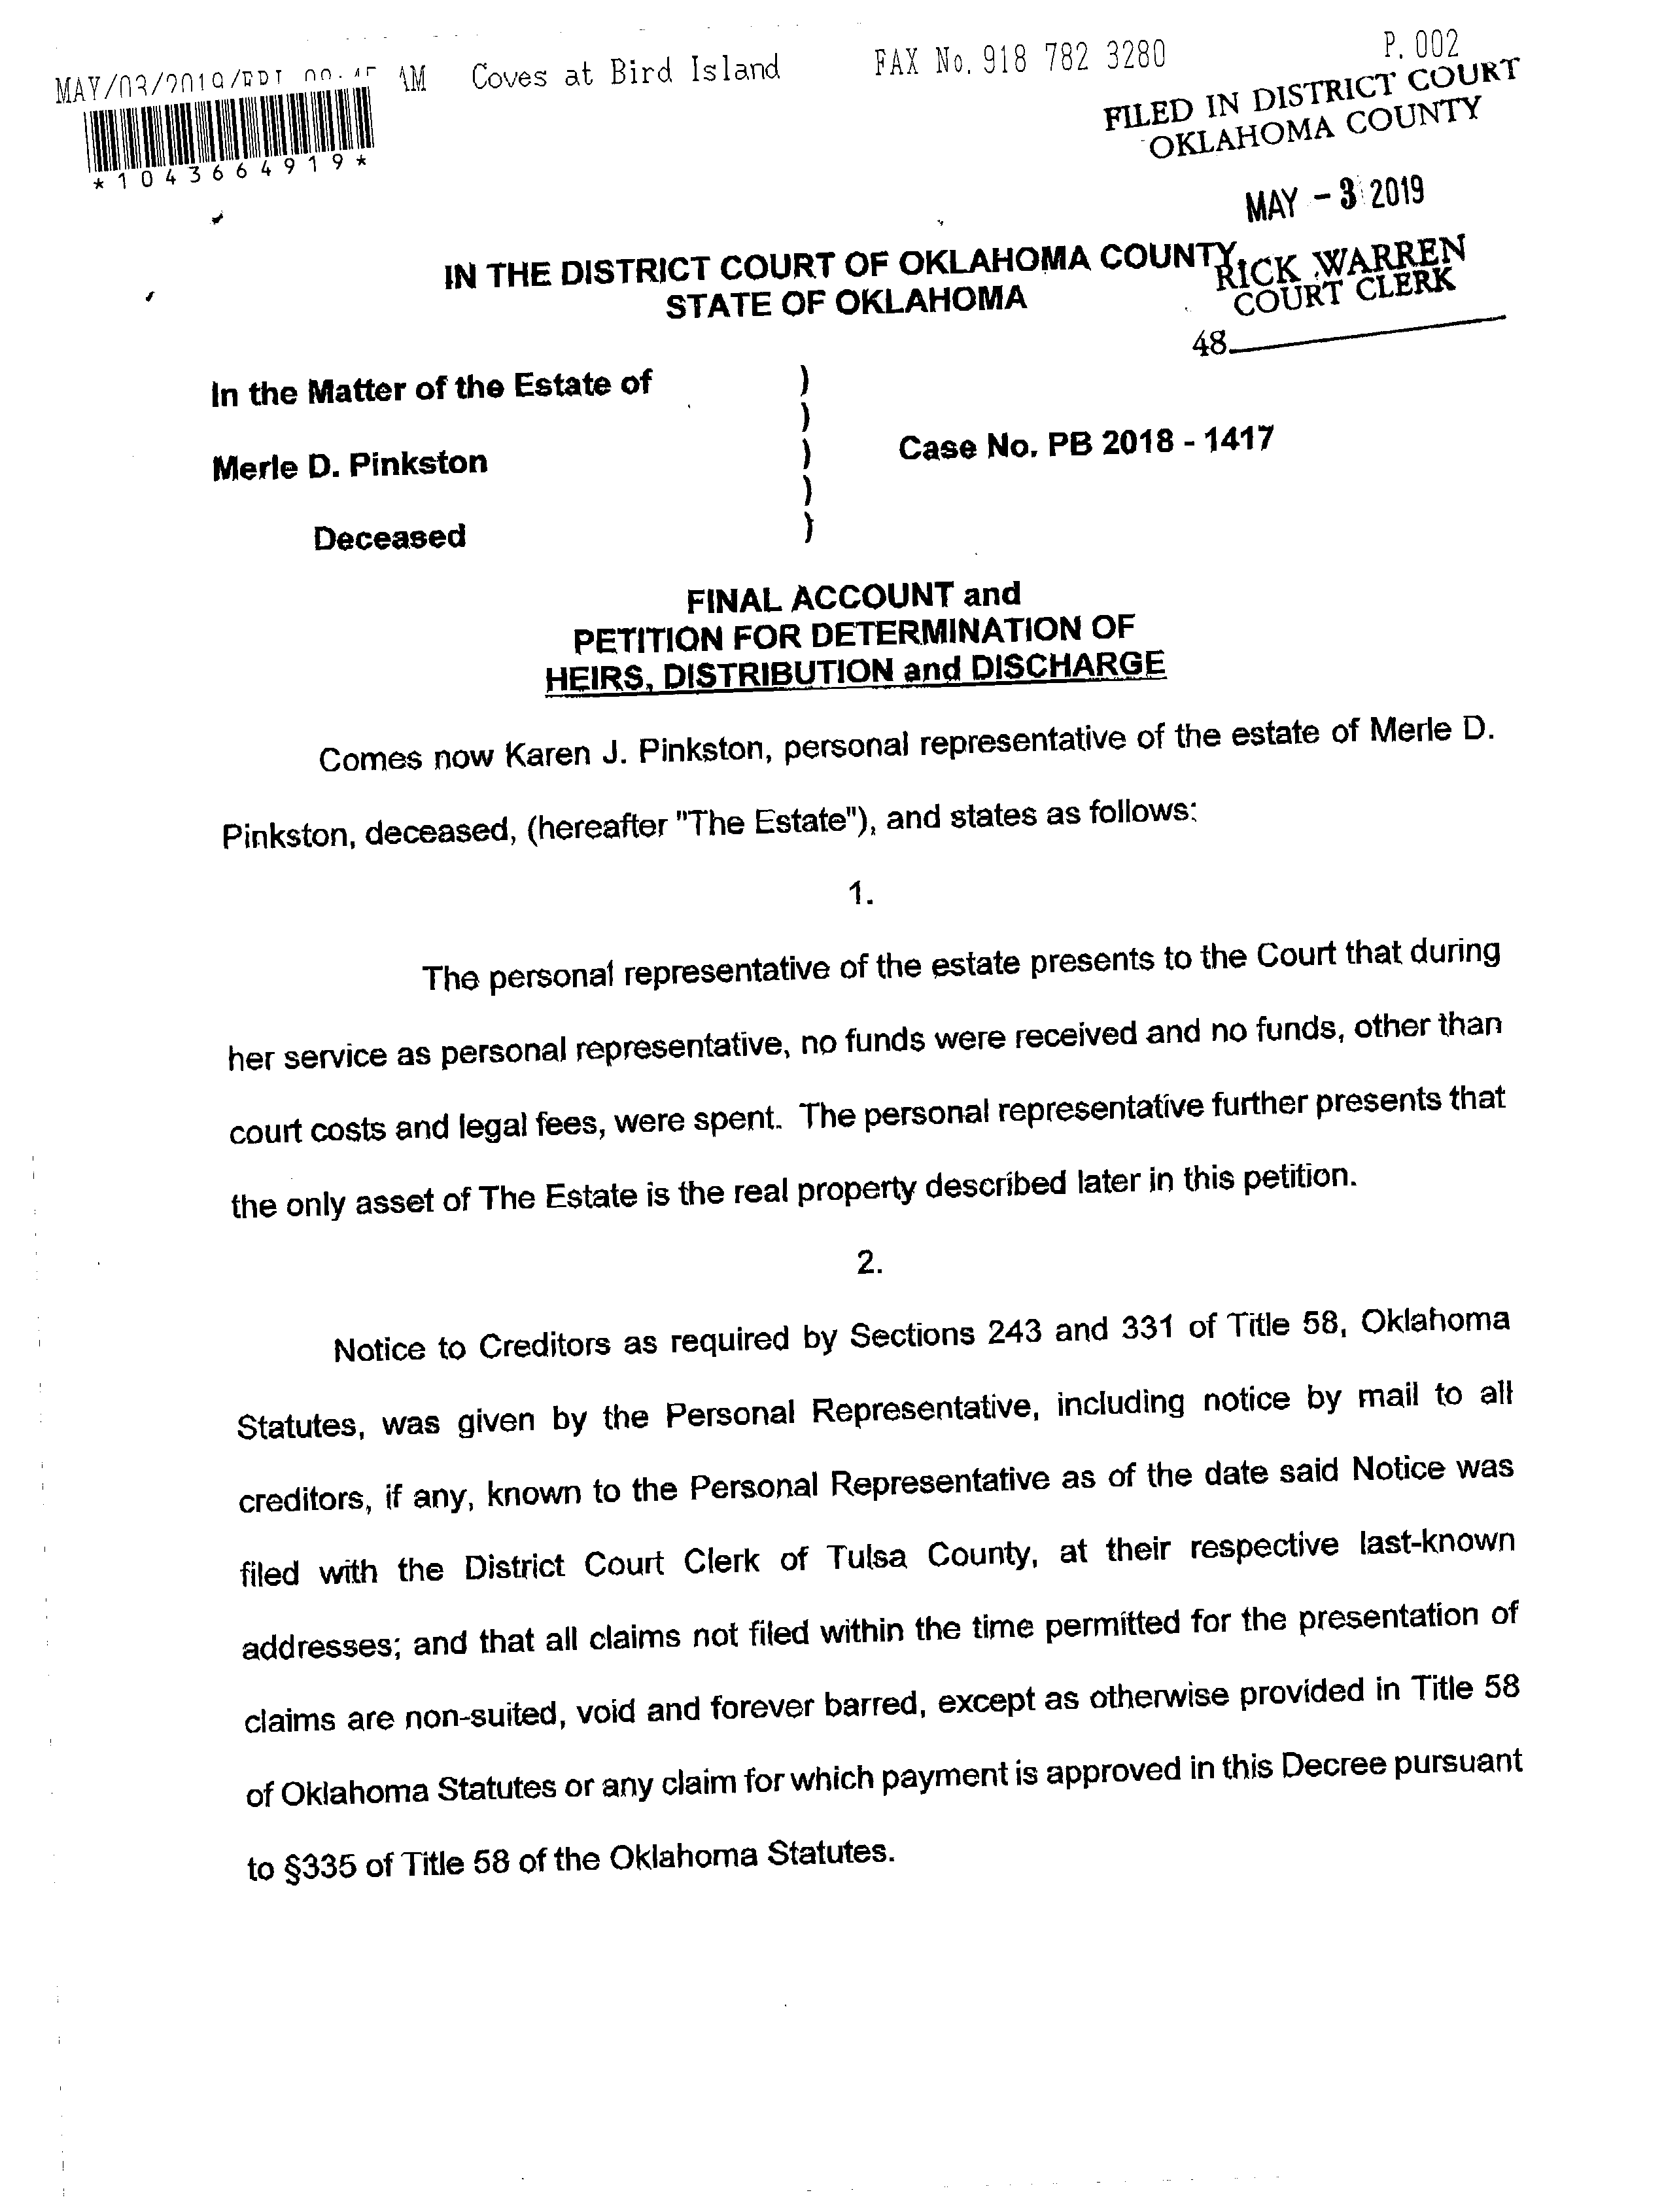 MAY/03/2019/FRI AM Coves at Bird Island FAX No. 918 782 3280 P. 002
*1043664919*
FILED IN DISTRICT COURT
OKLAHOMA COUNTY
MAY - 3 2019
RICK WARREN
COURT CLERK
48
IN THE DISTRICT COURT OF OKLAHOMA COUNTY
STATE OF OKLAHOMA
In the Matter of the Estate of )
)
Merle D. Pinkston ) Case No. PB 2018 - 1417
)
Deceased )
FINAL ACCOUNT and
PETITION FOR DETERMINATION OF
HEIRS, DISTRIBUTION and DISCHARGE
Comes now Karen J. Pinkston, personal representative of the estate of Merle D.
Pinkston, deceased, (hereafter "The Estate"), and states as follows:
1.
The personal representative of the estate presents to the Court that during
her service as personal representative, no funds were received and no funds, other than
court costs and legal fees, were spent. The personal representative further presents that
the only asset of The Estate is the real property described later in this petition.
2.
Notice to Creditors as required by Sections 243 and 331 of Title 58, Oklahoma
Statutes, was given by the Personal Representative, including notice by mail to all
creditors, if any, known to the Personal Representative as of the date said Notice was
filed with the District Court Clerk of Tulsa County, at their respective last-known
addresses; and that all claims not filed within the time permitted for the presentation of
claims are non-suited, void and forever barred, except as otherwise provided in Title 58
of Oklahoma Statutes or any claim for which payment is approved in this Decree pursuant
to §335 of Title 58 of the Oklahoma Statutes.